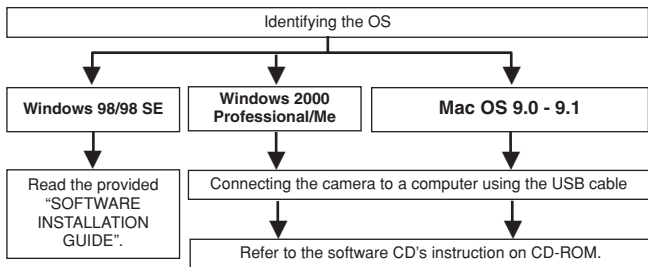 Identifying the OS
Windows 98/98 SE
Windows 2000
Professional/Me
Mac OS 9.0 - 9.1
Read the provided
“SOFTWARE
INSTALLATION
GUIDE”.
Connecting the camera to a computer using the USB cable
Refer to the software CD’s instruction on CD-ROM.